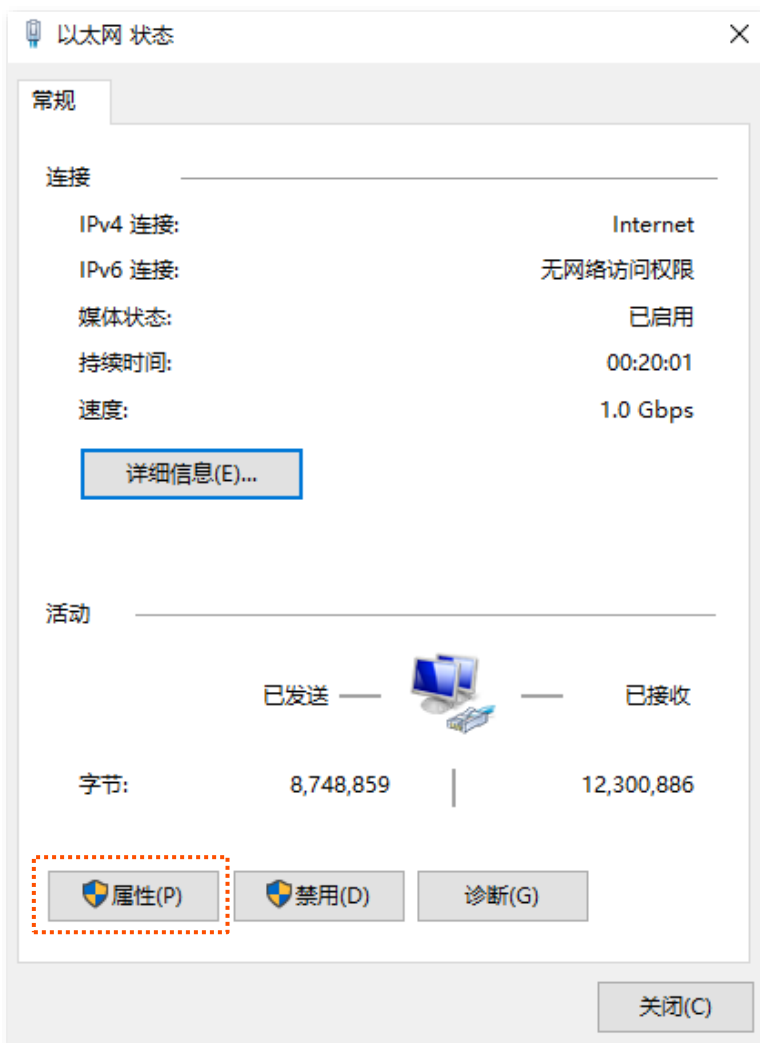 以太网 状态
常规
连接
IPv4 连接: Internet
IPv6 连接: 无网络访问权限
媒体状态: 已启用
持续时间: 00:20:01
速度: 1.0 Gbps
详细信息(E)...
活动
已发送 已接收
字节: 8,748,859 12,300,886
属性(P) 禁用(D) 诊断(G)
关闭(C)